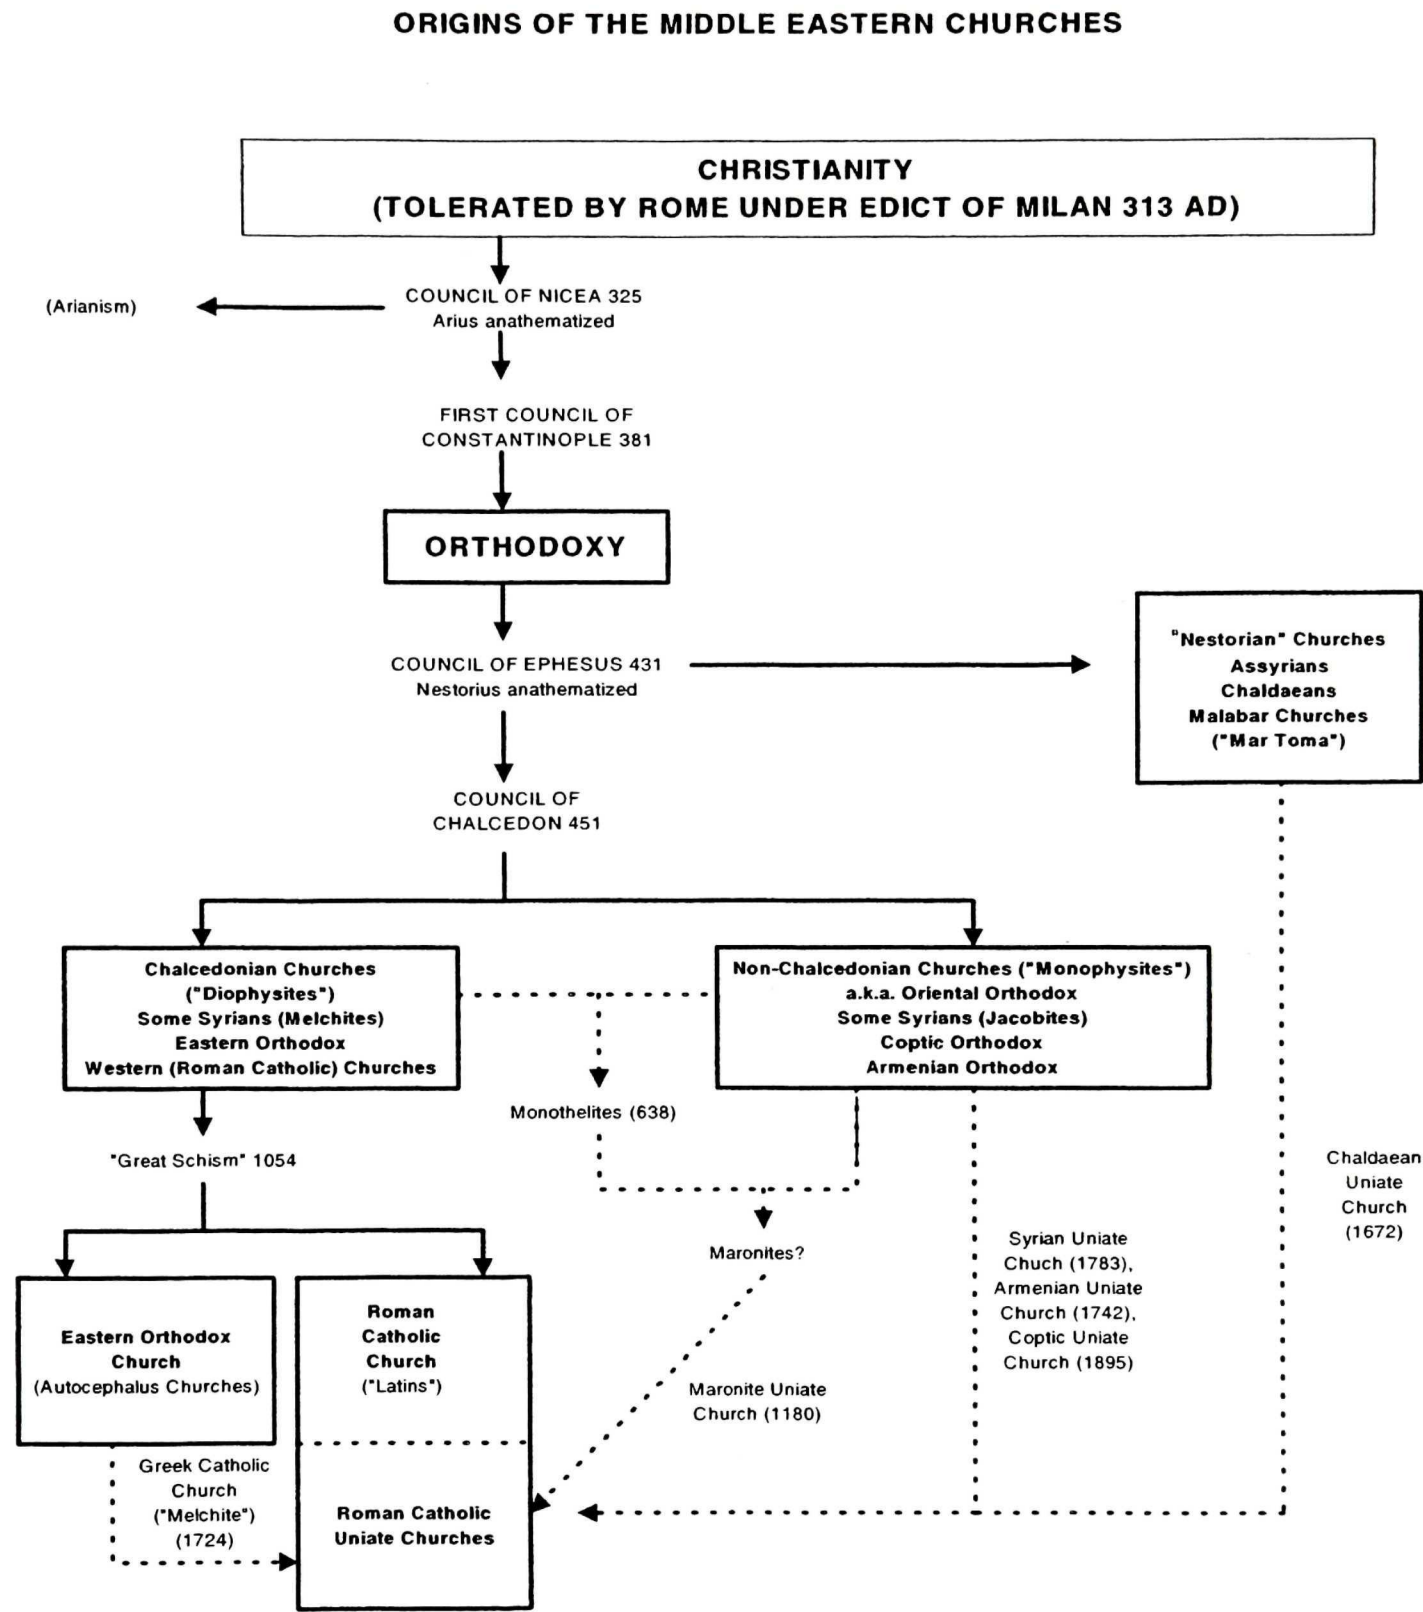 ORIGINS OF THE MIDDLE EASTERN CHURCHES
CHRISTIANITY
(TOLERATED BY ROME UNDER EDICT OF MILAN 313 AD)
(Arianism)
COUNCIL OF NICEA 325
Arius anathematized
FIRST COUNCIL OF
CONSTANTINOPLE 381
ORTHODOXY
COUNCIL OF EPHESUS 431
Nestorius anathematized
"Nestorian" Churches
Assyrians
Chaldaeans
Malabar Churches
("Mar Toma")
COUNCIL OF
CHALCEDON 451
Chalcedonian Churches
("Diophysites")
Some Syrians (Melchites)
Eastern Orthodox
Western (Roman Catholic) Churches
Non-Chalcedonian Churches ("Monophysites")
a.k.a. Oriental Orthodox
Some Syrians (Jacobites)
Coptic Orthodox
Armenian Orthodox
Monothelites (638)
"Great Schism" 1054
Chaldaean
Uniate
Church
(1672)
Maronites?
Syrian Uniate
Chuch (1783),
Armenian Uniate
Church (1742),
Coptic Uniate
Church (1895)
Eastern Orthodox
Church
(Autocephalus Churches)
Roman
Catholic
Church
("Latins")
Maronite Uniate
Church (1180)
Greek Catholic
Church
("Melchite")
(1724)
Roman Catholic
Uniate Churches